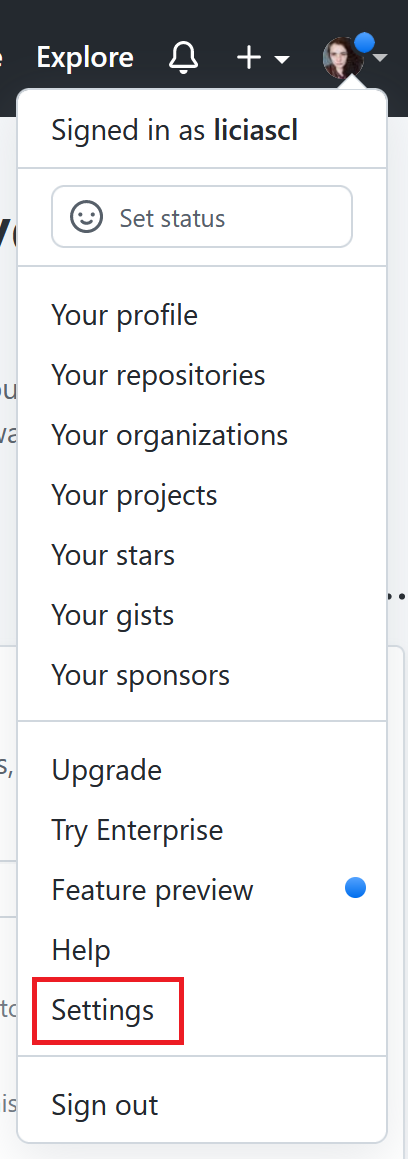 Explore
Signed in as liciascl
Set status
Your profile
Your repositories
Your organizations
Your projects
Your stars
Your gists
Your sponsors
Upgrade
Try Enterprise
Feature preview
Help
Settings
Sign out